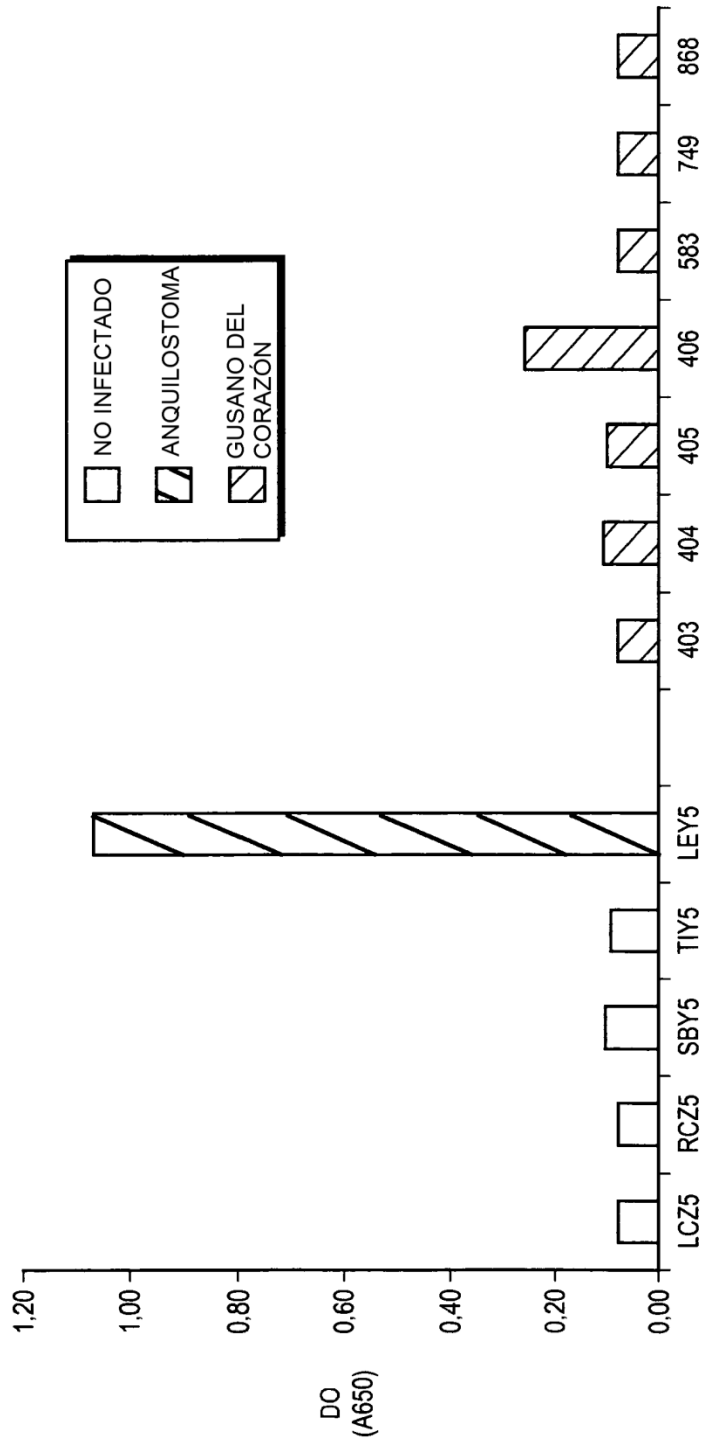 DO
(A650)
1,20
1,00
0,80
0,60
0,40
0,20
0,00
NO INFECTADO
ANQUILOSTOMA
GUSANO DEL
CORAZÓN
LCZ5 RCZ5 SBY5 TIY5 LEY5 403 404 405 406 583 749 868